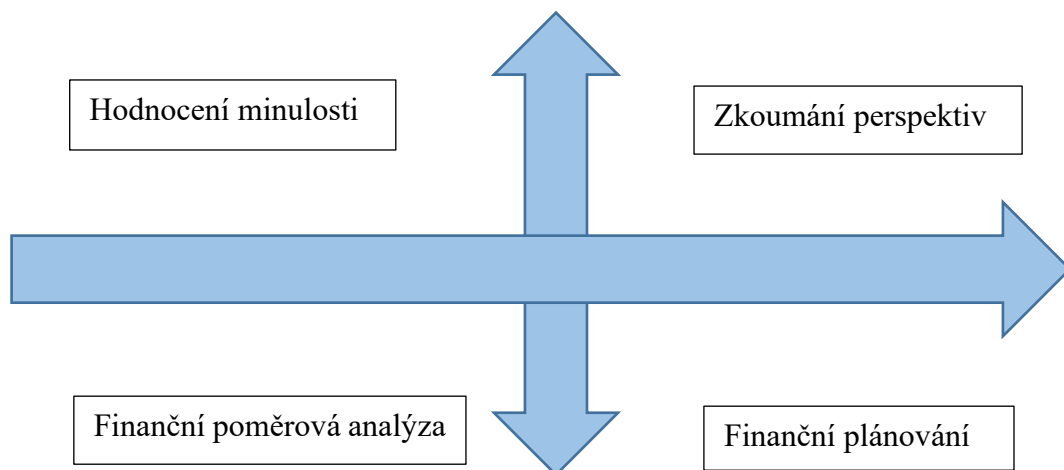 Hodnocení minulosti
Zkoumání perspektiv
Finanční poměrová analýza
Finanční plánování